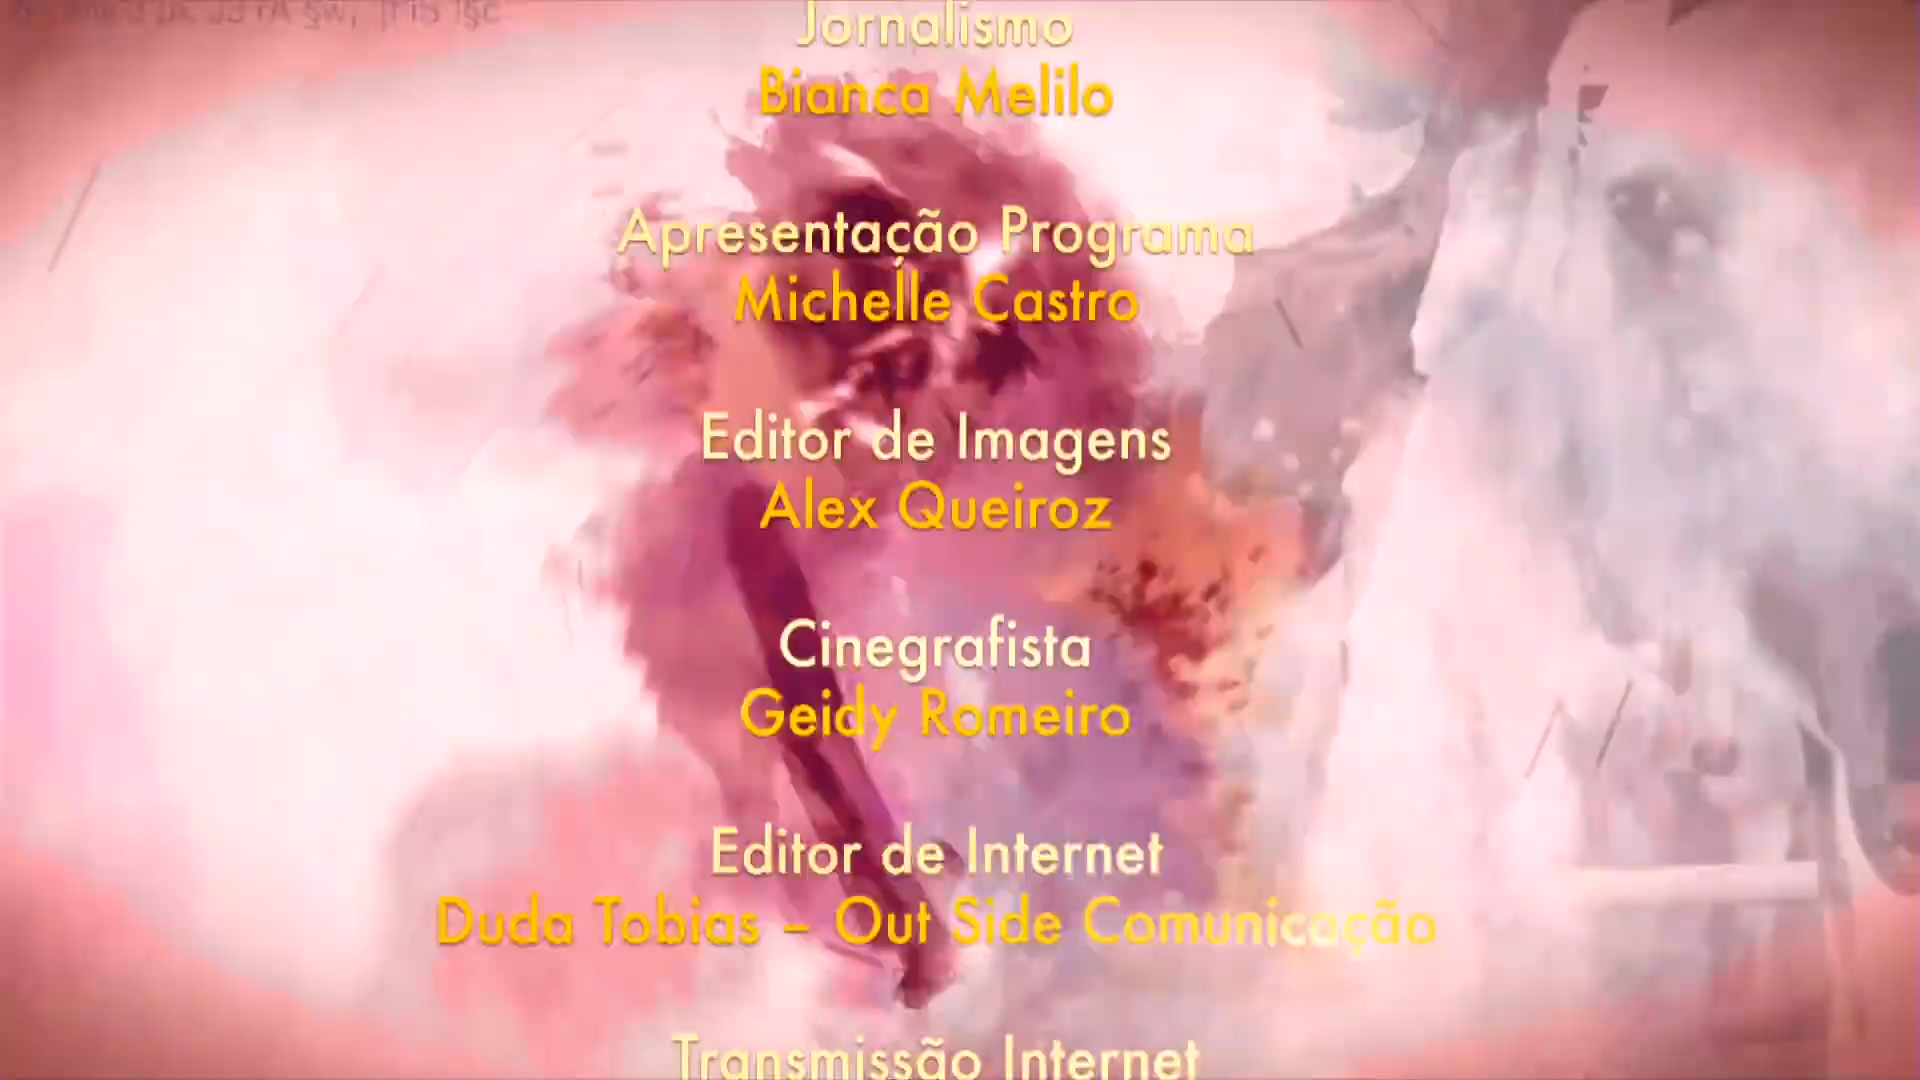 Jornalismo
Bianca Melilo
Apresentação Programa
Michelle Castro
Editor de Imagens
Alex Queiroz
Cinegrafista
Geidy Romeiro
Editor de Internet
Duda Tobias – Out Side Comunicação
Transmissão Internet